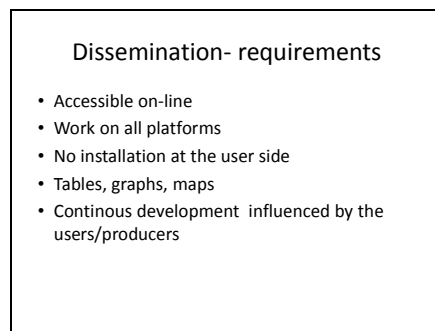 Dissemination- requirements
• Accessible on-line
• Work on all platforms
• No installation at the user side
• Tables, graphs, maps
• Continous development influenced by the
users/producers